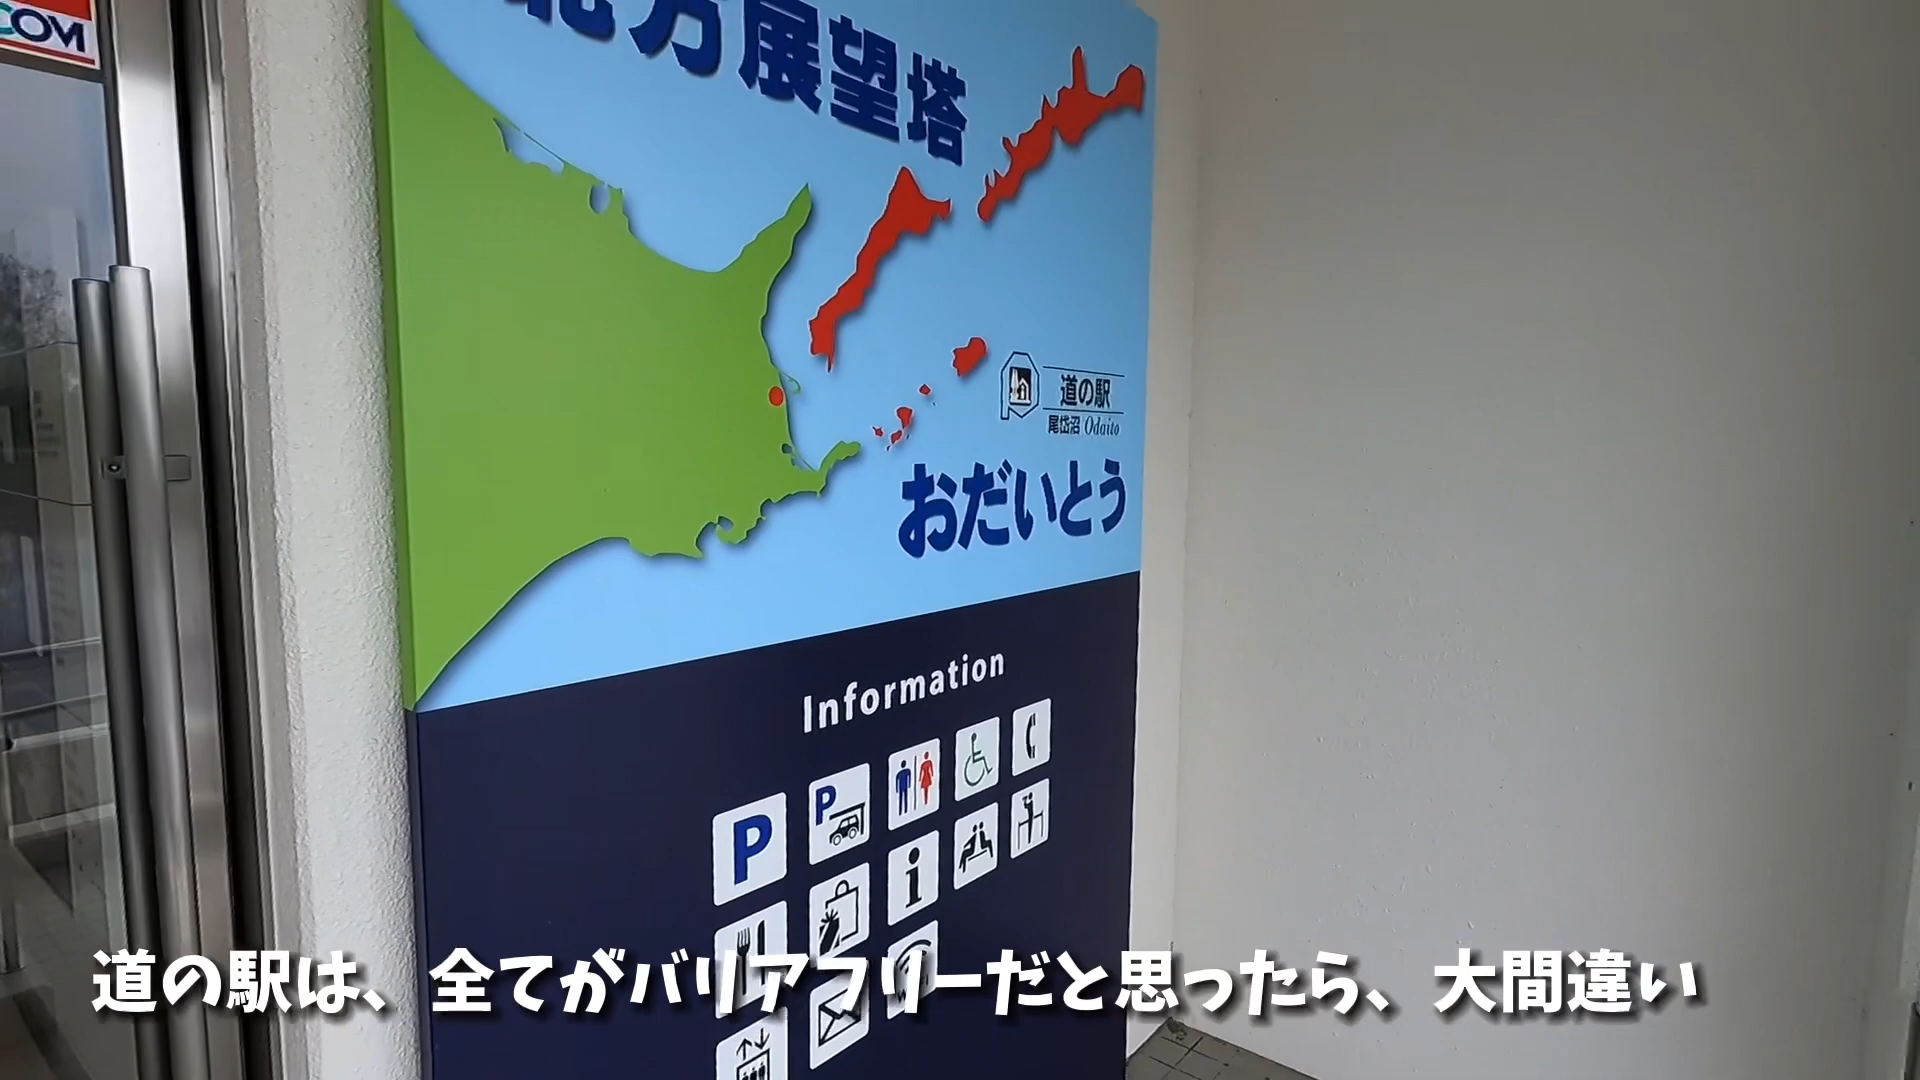 COM
北方展望塔
道の駅
尾岱沼 Odaito
おだいとう
Information
P
P
i
道の駅は、全てがバリアフリーだと思ったら、大間違い